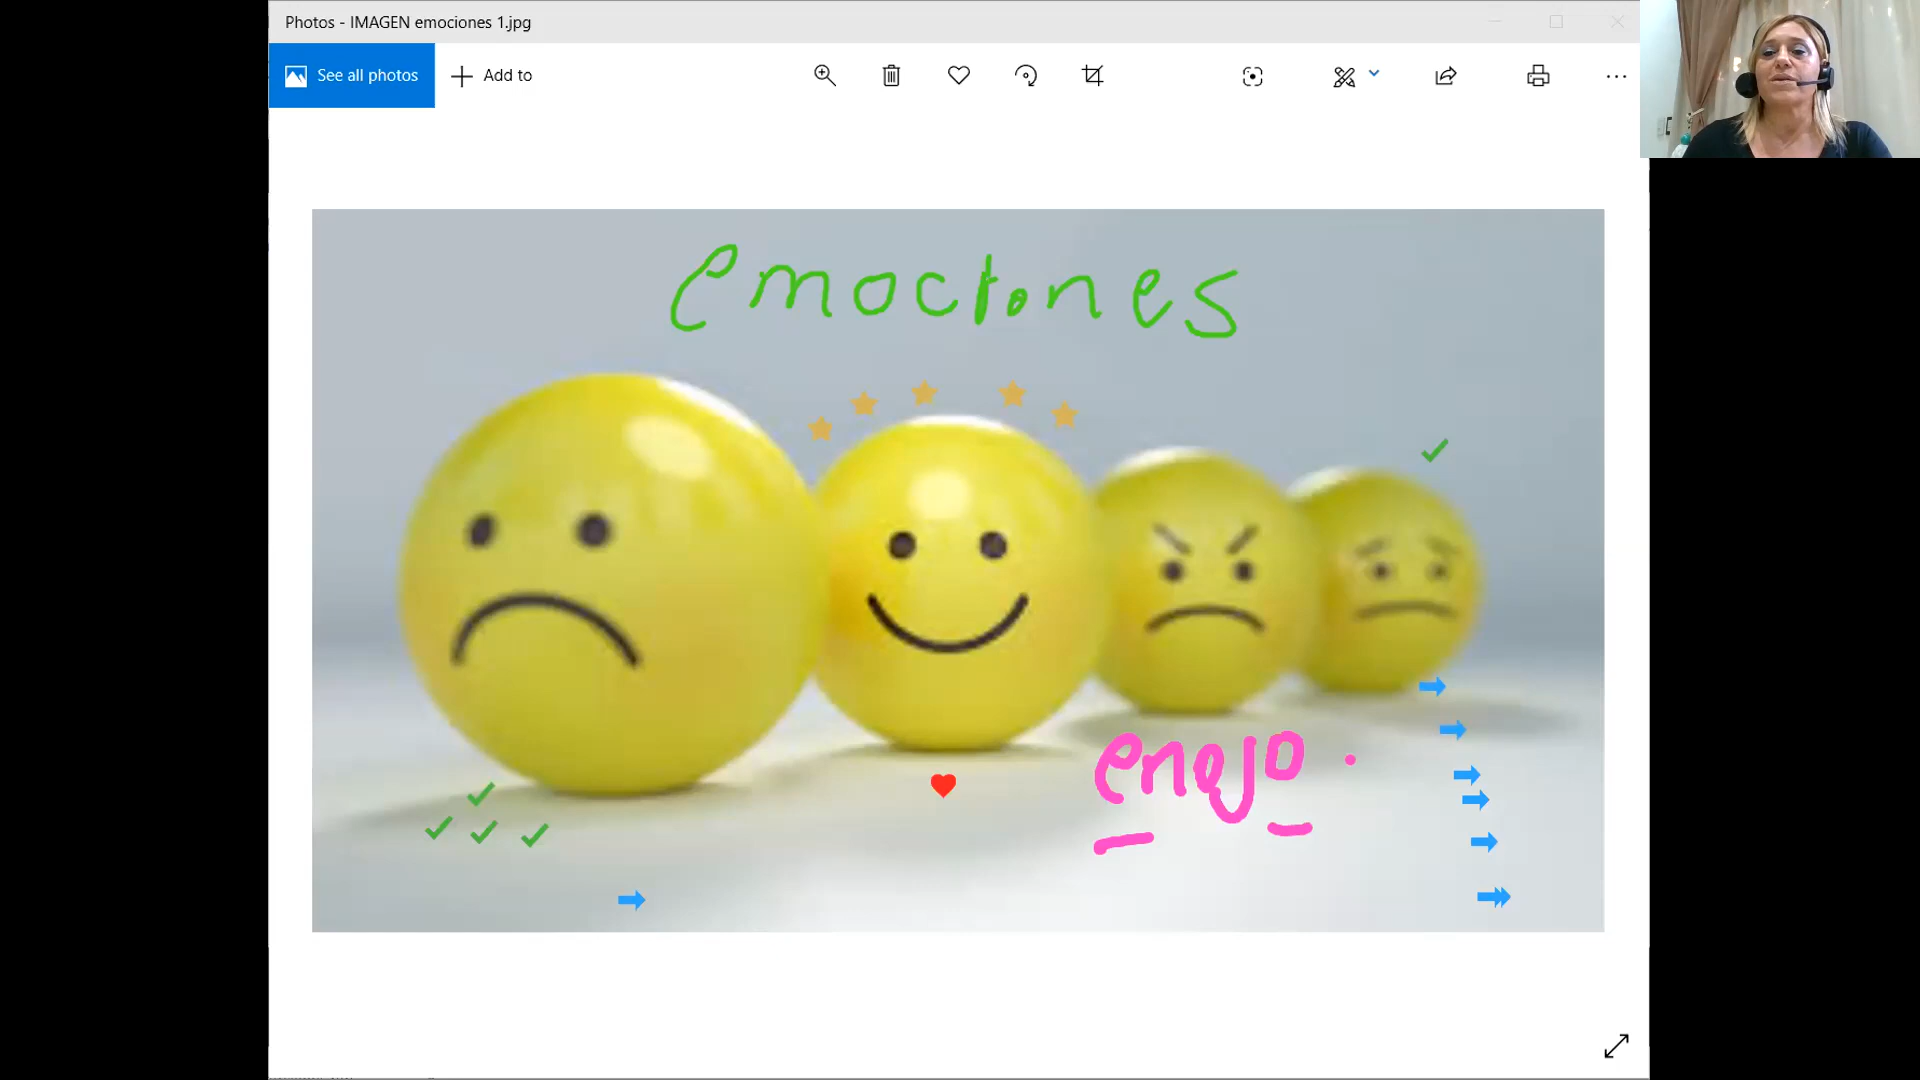 Photos - IMAGEN emociones 1.jpg
See all photos
Add to
emociones
enojo